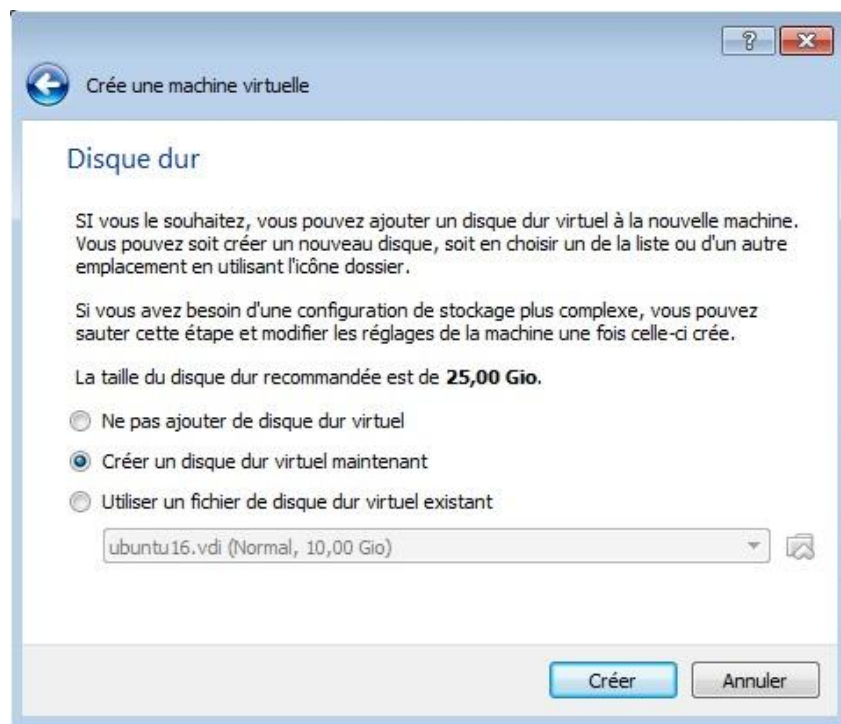 ?
Crée une machine virtuelle
Disque dur
SI vous le souhaitez, vous pouvez ajouter un disque dur virtuel à la nouvelle machine.
Vous pouvez soit créer un nouveau disque, soit en choisir un de la liste ou d'un autre
emplacement en utilisant l'icône dossier.
Si vous avez besoin d'une configuration de stockage plus complexe, vous pouvez
sauter cette étape et modifier les réglages de la machine une fois celle-ci crée.
La taille du disque dur recommandée est de 25,00 Gio.
Ne pas ajouter de disque dur virtuel
Créer un disque dur virtuel maintenant
Utiliser un fichier de disque dur virtuel existant
ubuntu16.vdi (Normal, 10,00 Gio)
Créer Annuler